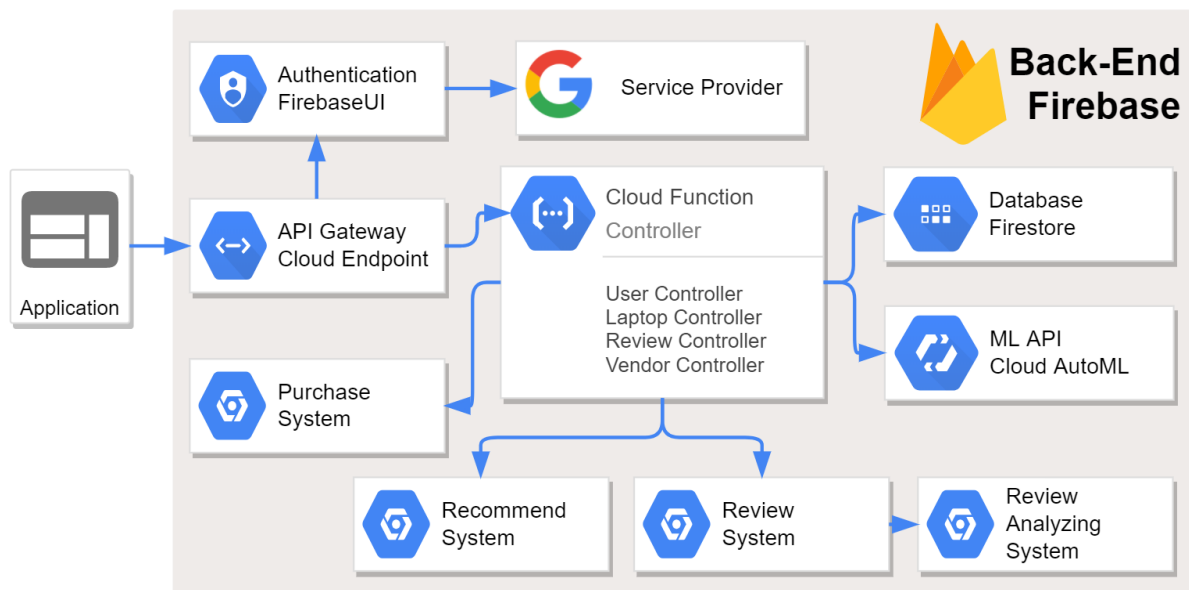 Back-End
Firebase
Authentication
FirebaseUI
Service Provider
Application
API Gateway
Cloud Endpoint
Cloud Function
Controller
User Controller
Laptop Controller
Review Controller
Vendor Controller
Database
Firestore
ML API
Cloud AutoML
Purchase
System
Recommend
System
Review
System
Review
Analyzing
System